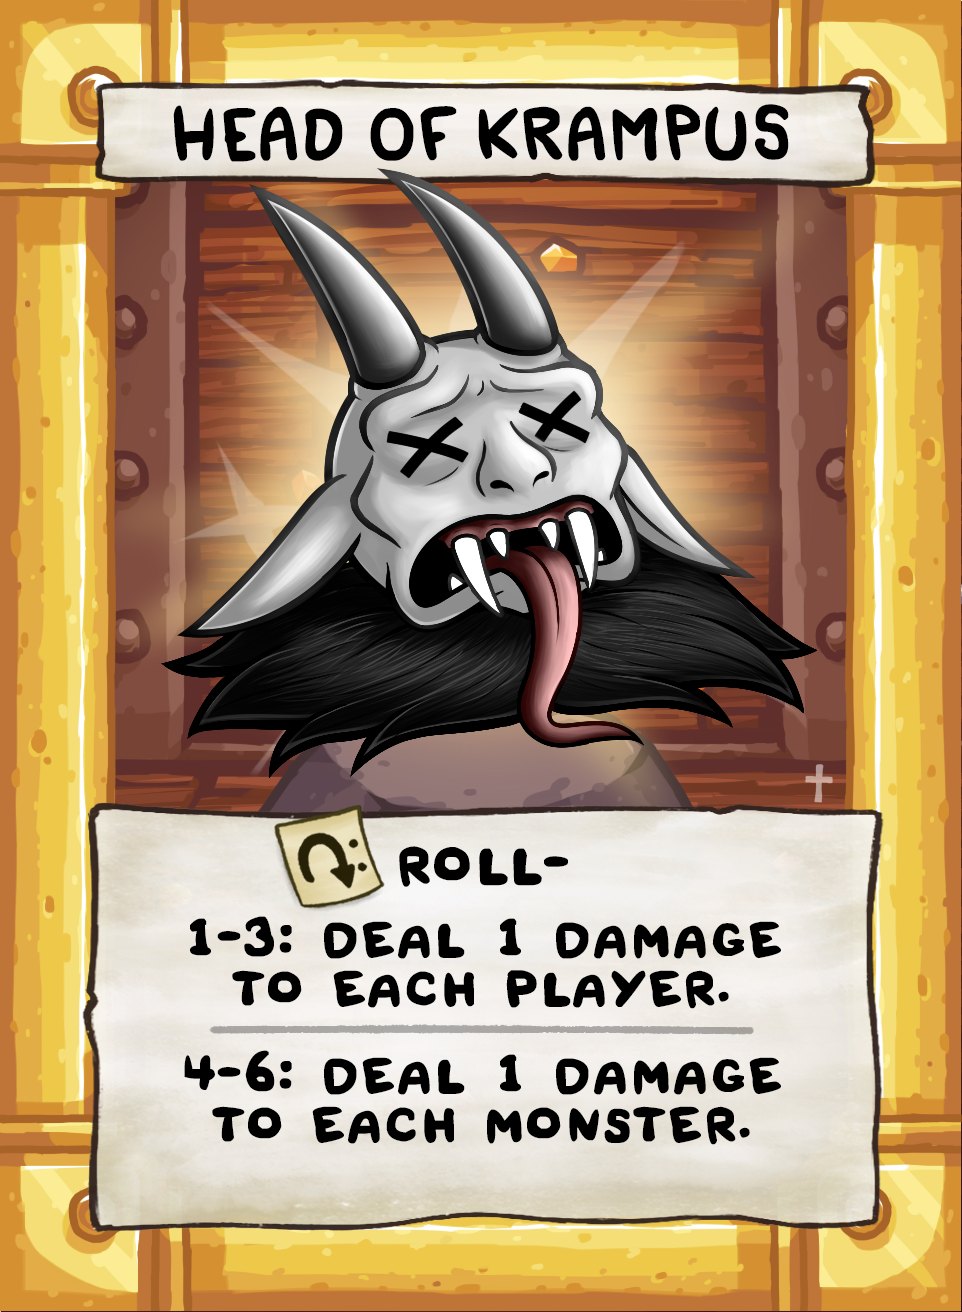 HEAD OF KRAMPUS
ROLL-
1-3: DEAL 1 DAMAGE
TO EACH PLAYER.
4-6: DEAL 1 DAMAGE
TO EACH MONSTER.